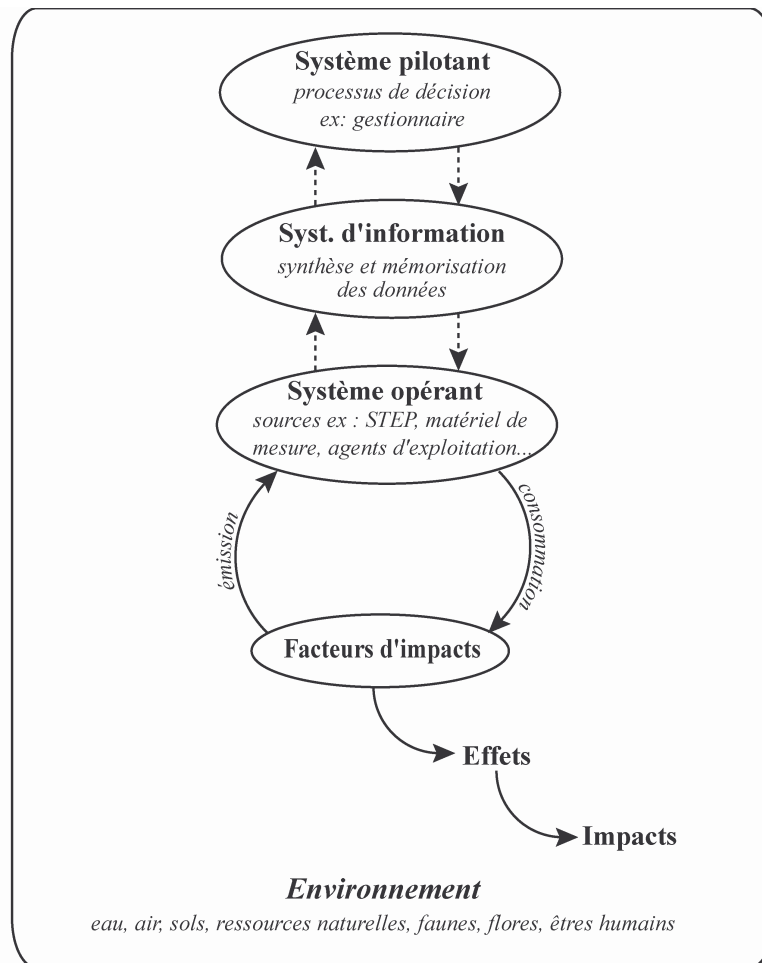 Système pilotant
processus de décision
ex: gestionnaire
Syst. d'information
synthèse et mémorisation
des données
Système opérant
sources ex : STEP, matériel de
mesure, agents d'exploitation...
émission
consommation
Facteurs d'impacts
Effets
Impacts
Environnement
eau, air, sols, ressources naturelles, faunes, flores, êtres humains